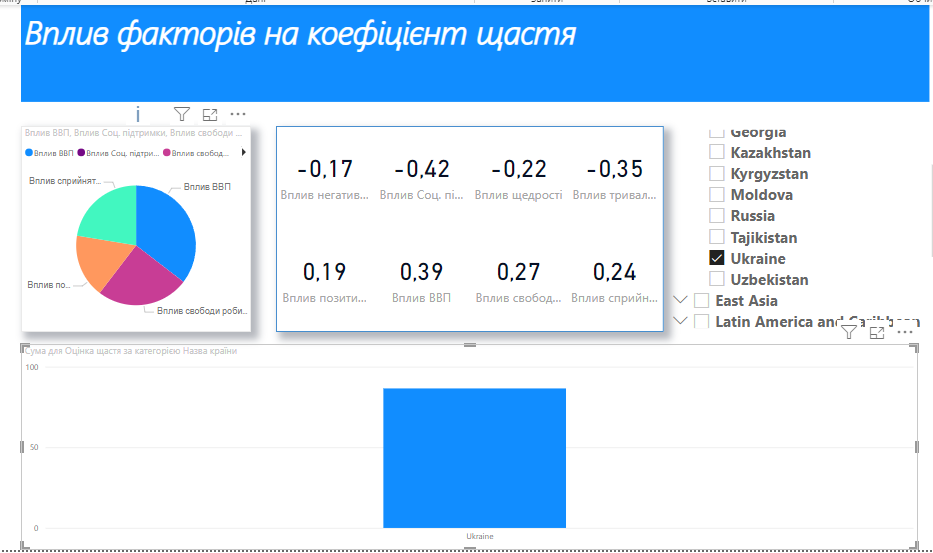 Вплив факторів на коефіцієнт щастя
Вплив ВВП, Вплив Соц. підтримки, Вплив свободи ...
Вплив ВВП Вплив Соц. підтри... Вплив свобод...
Вплив сприйнят...
Вплив ВВП
Вплив по...
Вплив свободи роби...
-0,17 -0,42 -0,22 -0,35
Вплив негатив... Вплив Соц. пі... Вплив щедрості Вплив тривал...
0,19 0,39 0,27 0,24
Вплив позити... Вплив ВВП Вплив свобод... Вплив сприйн...
Georgia
Kazakhstan
Kyrgyzstan
Moldova
Russia
Tajikistan
Ukraine
Uzbekistan
East Asia
Latin America and Caribbean
Сума для Оцінка щастя за категорією Назва країни
100
50
0
Ukraine